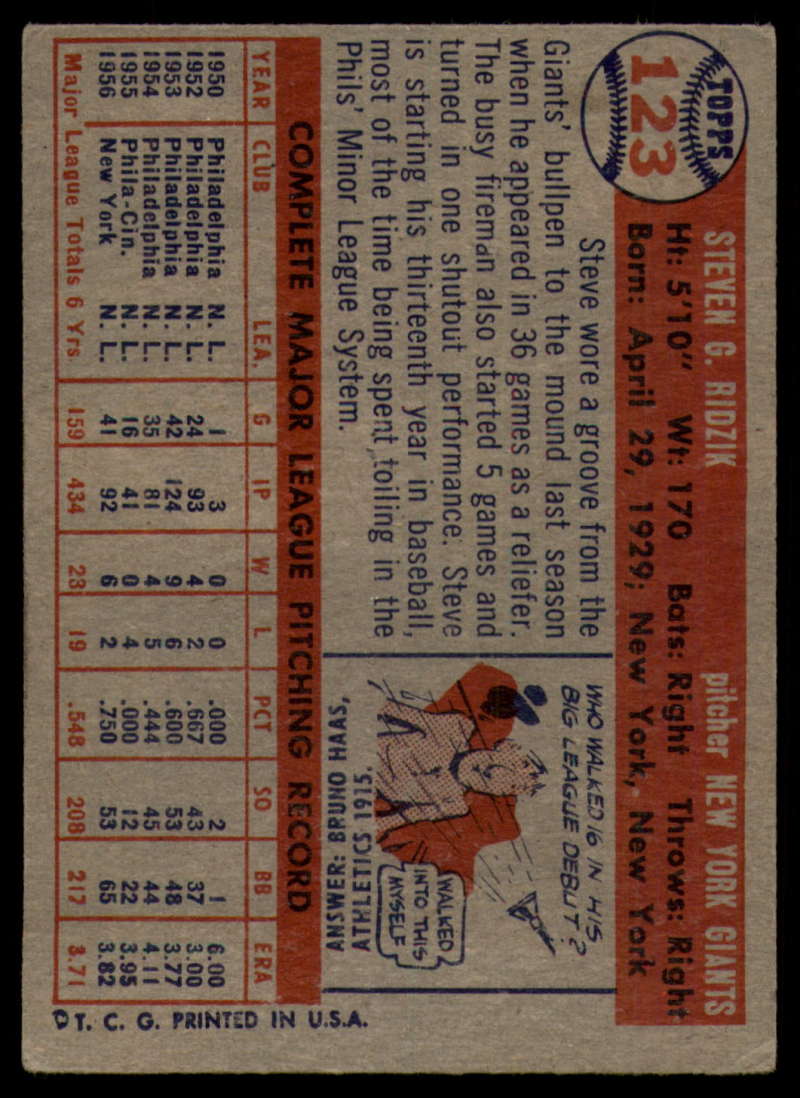 TOPPS
123
STEVEN G. RIDZIK pitcher NEW YORK GIANTS
Ht: 5'10" Wt: 170 Bats: Right Throws: Right
Born: April 29, 1929; New York, New York
Steve wore a groove from the
Giants' bullpen to the mound last season
when he appeared in 36 games as a reliefer.
The busy fireman also started 5 games and
turned in one shutout performance. Steve
is starting his thirteenth year in baseball,
most of the time being spent toiling in the
Phils' Minor League System.
WHO WALKED 16 IN HIS
BIG LEAGUE DEBUT?
I WALKED
INTO THIS
MYSELF
ANSWER: BRUNO HAAS,
ATHLETICS 1915.
COMPLETE MAJOR LEAGUE PITCHING RECORD
YEAR CLUB LEA. G IP W L PCT SO BB ERA
1950 Philadelphia N. L. 1 3 0 0 .000 2 1 6.00
1952 Philadelphia N. L. 24 93 4 2 .667 43 37 3.00
1953 Philadelphia N. L. 42 124 9 6 .600 53 48 3.77
1954 Philadelphia N. L. 35 81 4 5 .444 45 44 4.11
1955 Phila-Cin. N. L. 16 41 0 4 .000 12 22 3.95
1956 New York N. L. 41 92 6 2 .750 53 65 3.82
Major League Totals 6 Yrs. 159 434 23 19 .548 208 217 3.71
© T. C. G. PRINTED IN U.S.A.